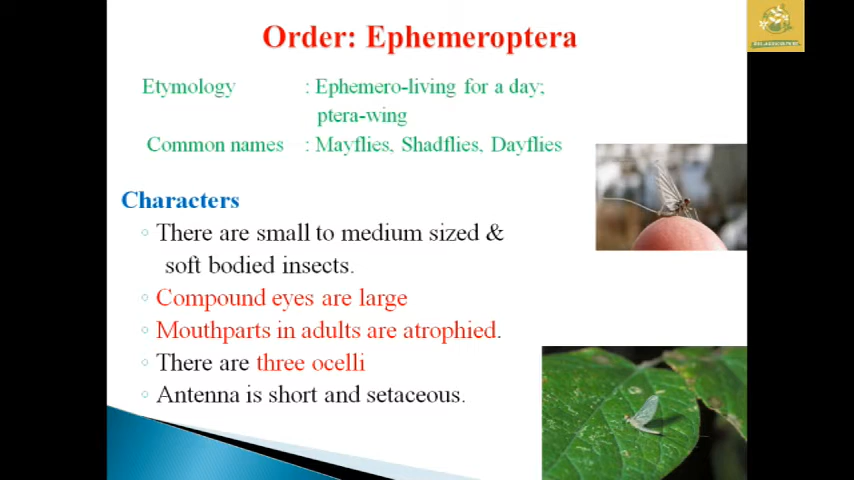 Order: Ephemeroptera
Etymology : Ephemero-living for a day;
ptera-wing
Common names : Mayflies, Shadflies, Dayflies
Characters
There are small to medium sized &
soft bodied insects.
Compound eyes are large
Mouthparts in adults are atrophied.
There are three ocelli
Antenna is short and setaceous.